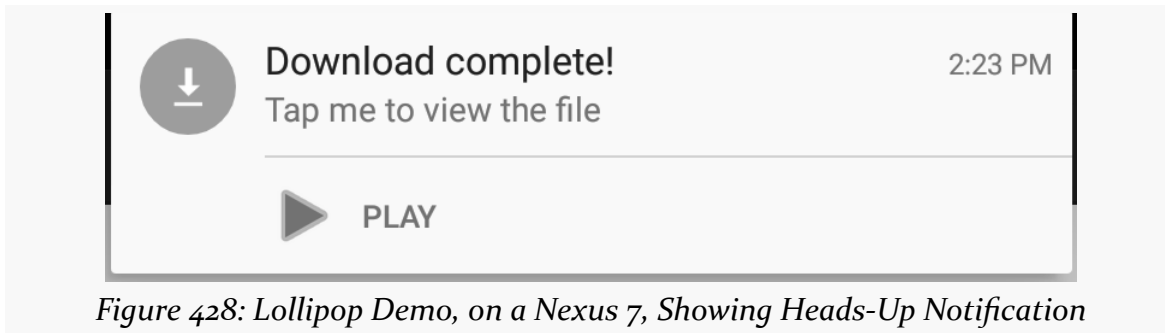 Download complete!
2:23 PM
Tap me to view the file
PLAY
Figure 428: Lollipop Demo, on a Nexus 7, Showing Heads-Up Notification